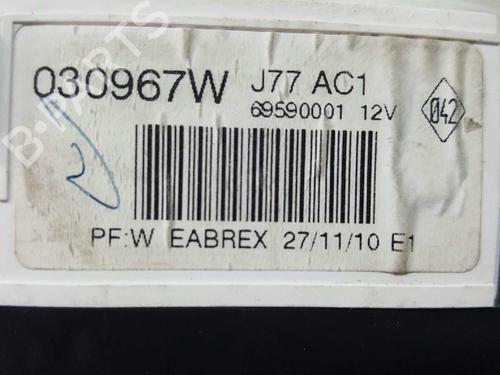 030967W J77 AC1
69590001 12V
042
PF:W EABREX 27/11/10 E1
B-PARTS